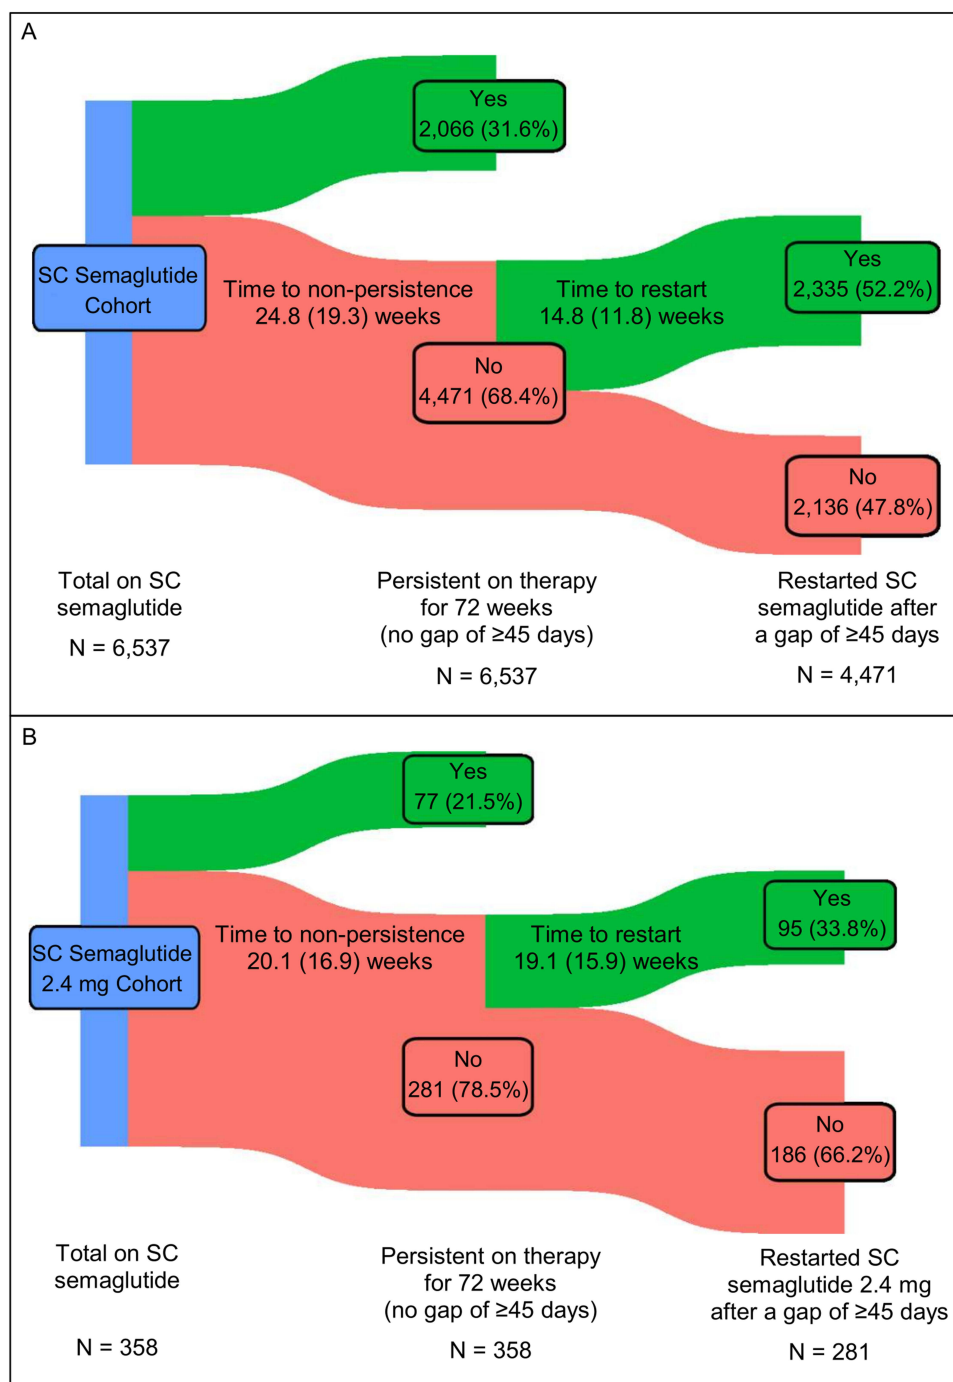 A
Yes
2,066 (31.6%)
SC Semaglutide
Cohort
Time to non-persistence
24.8 (19.3) weeks
Time to restart
14.8 (11.8) weeks
Yes
2,335 (52.2%)
No
4,471 (68.4%)
No
2,136 (47.8%)
Total on SC
semaglutide
N = 6,537
Persistent on therapy
for 72 weeks
(no gap of ≥45 days)
N = 6,537
Restarted SC
semaglutide after
a gap of ≥45 days
N = 4,471
B
Yes
77 (21.5%)
SC Semaglutide
2.4 mg Cohort
Time to non-persistence
20.1 (16.9) weeks
Time to restart
19.1 (15.9) weeks
Yes
95 (33.8%)
No
281 (78.5%)
No
186 (66.2%)
Total on SC
semaglutide
N = 358
Persistent on therapy
for 72 weeks
(no gap of ≥45 days)
N = 358
Restarted SC
semaglutide 2.4 mg
after a gap of ≥45 days
N = 281